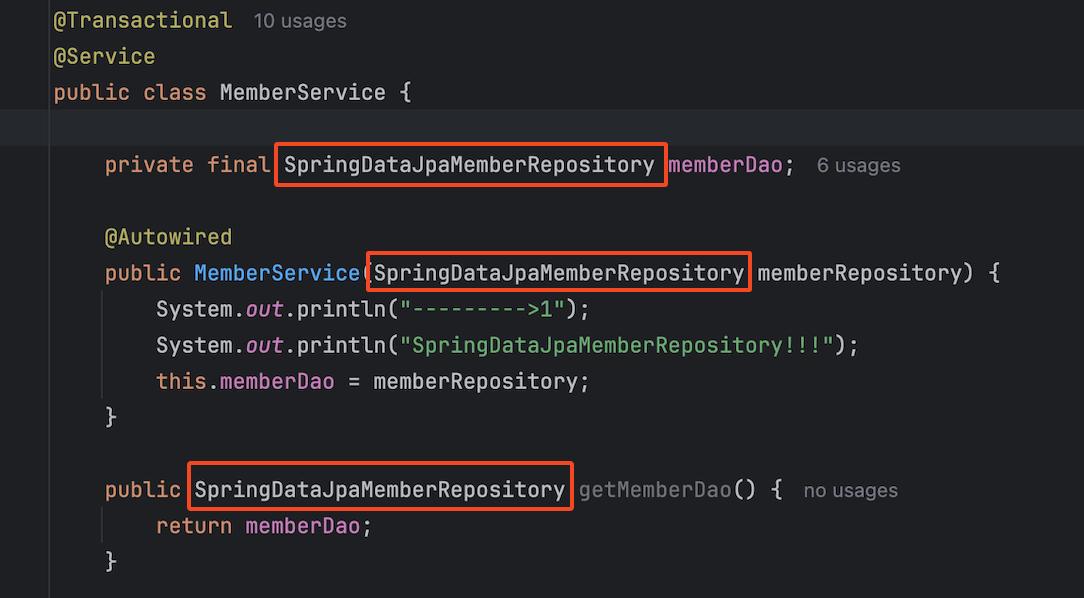 @Transactional 10 usages
@Service
public class MemberService {
private final SpringDataJpaMemberRepository memberDao; 6 usages
@Autowired
public MemberService(SpringDataJpaMemberRepository memberRepository) {
System.out.println("--------->1");
System.out.println("SpringDataJpaMemberRepository!!!");
this.memberDao = memberRepository;
}
public SpringDataJpaMemberRepository getMemberDao() { no usages
return memberDao;
}